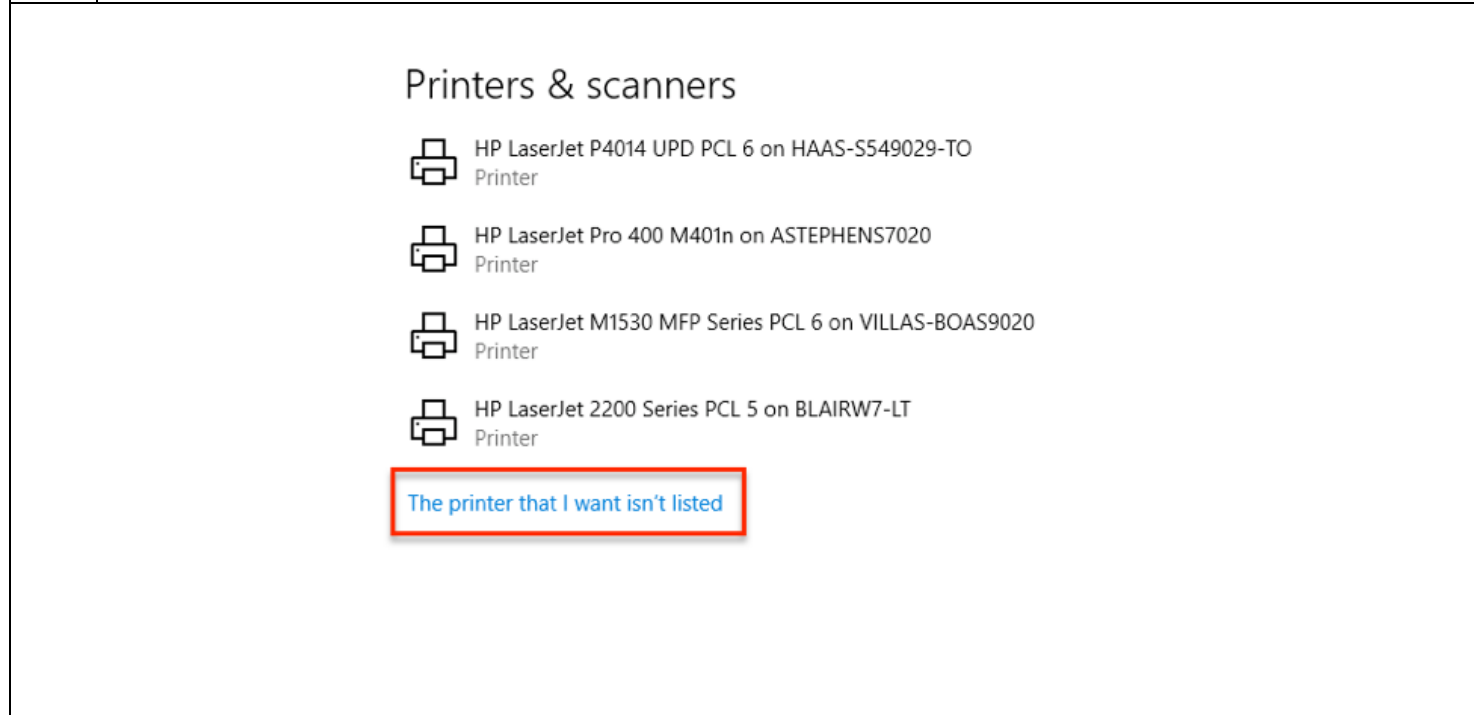 Printers & scanners
HP LaserJet P4014 UPD PCL 6 on HAAS-S549029-TO
Printer
HP LaserJet Pro 400 M401n on ASTEPHENS7020
Printer
HP LaserJet M1530 MFP Series PCL 6 on VILLAS-BOAS9020
Printer
HP LaserJet 2200 Series PCL 5 on BLAIRW7-LT
Printer
The printer that I want isn't listed